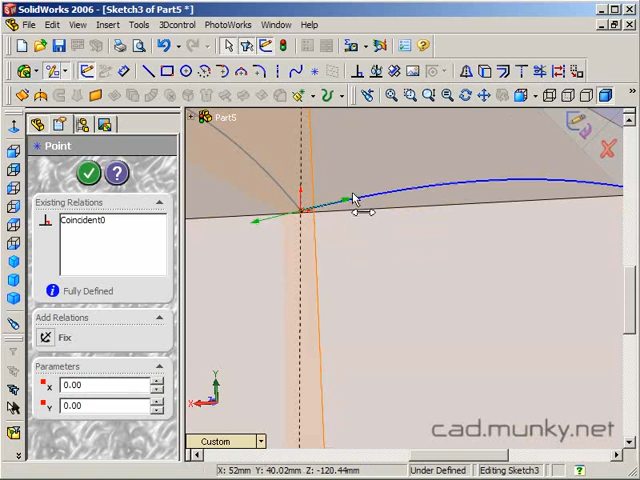 SolidWorks 2006 - [Sketch3 of Part5 *]
File Edit View Insert Tools 3Dcontrol PhotoWorks Window Help
Part5
Point
Existing Relations
Coincident0
Fully Defined
Add Relations
Fix
Parameters
X 0.00
Y 0.00
Y
X
Z
Custom
cad.munky.net
X: 52mm Y: 40.02mm Z: -120.44mm Under Defined Editing Sketch3